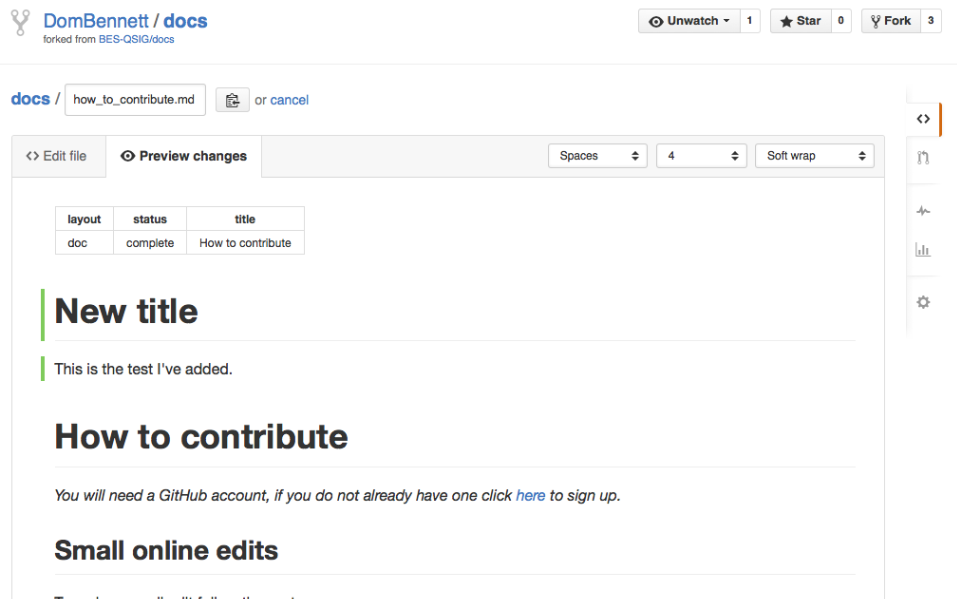 DomBennett / docs
forked from BES-QSIG/docs
Unwatch 1 Star 0 Fork 3
docs / how_to_contribute.md or cancel
Edit file Preview changes Spaces 4 Soft wrap
layout status title
doc complete How to contribute
New title
This is the test I've added.
How to contribute
You will need a GitHub account, if you do not already have one click here to sign up.
Small online edits